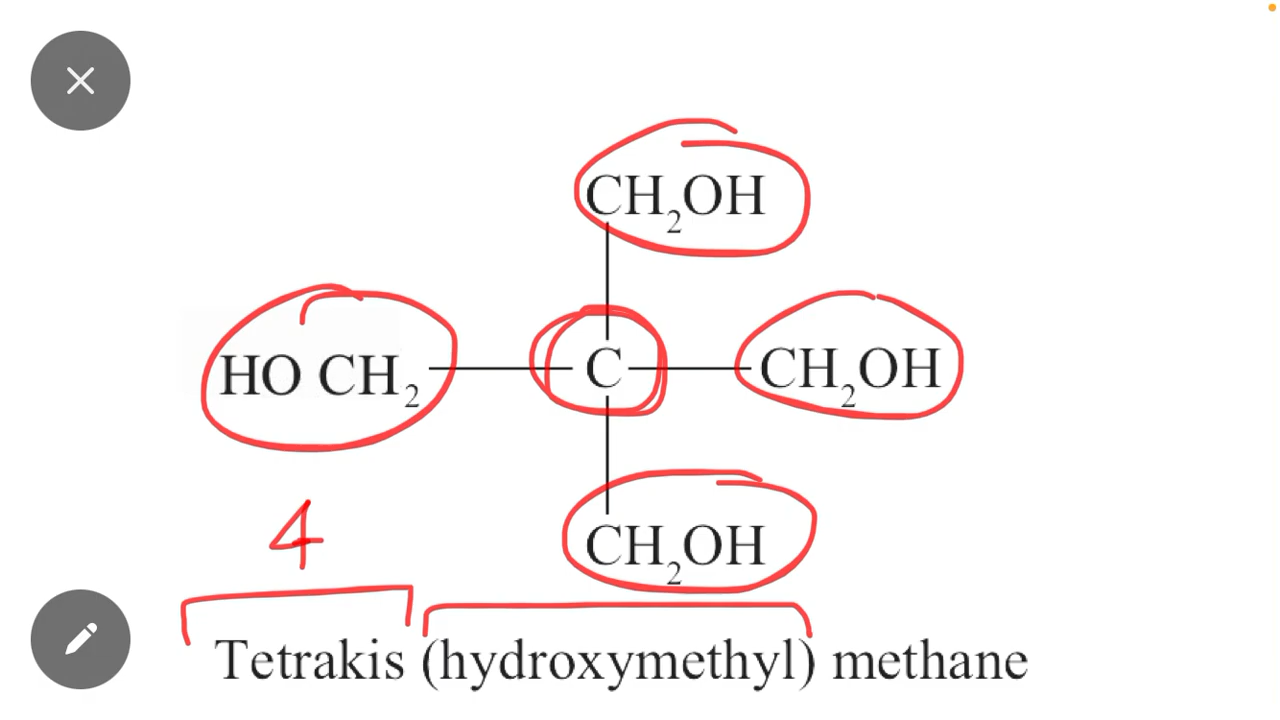 CH₂OH
HO CH₂ C CH₂OH
CH₂OH
4
Tetrakis (hydroxymethyl) methane